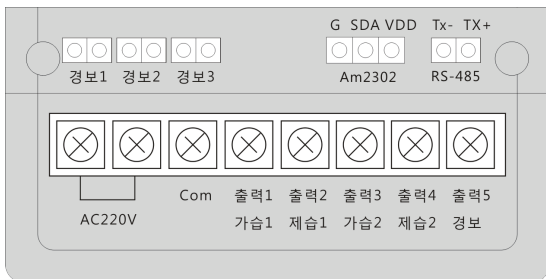 G SDA VDD Tx- TX+
경보1 경보2 경보3 Am2302 RS-485
Com 출력1 출력2 출력3 출력4 출력5
AC220V 가습1 제습1 가습2 제습2 경보